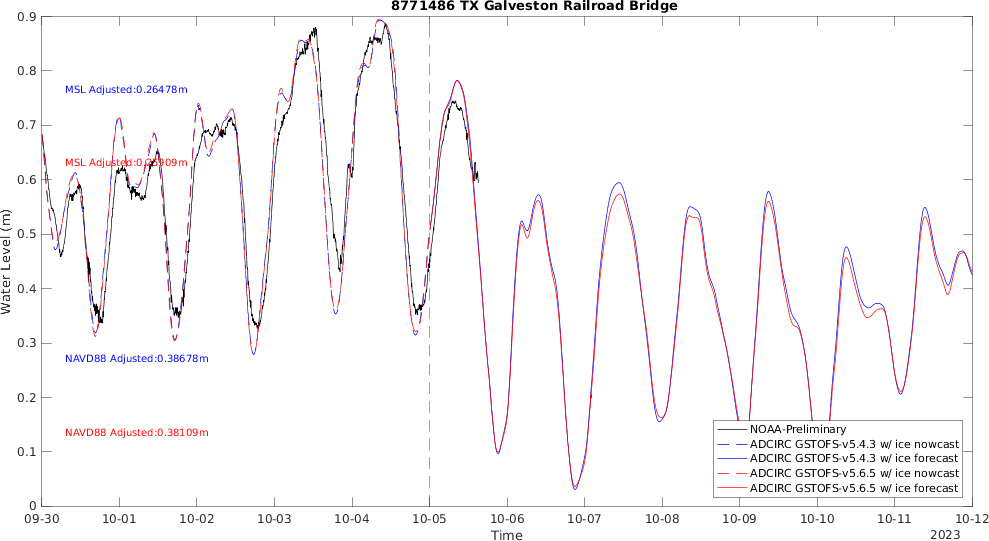 8771486 TX Galveston Railroad Bridge
0.9
0.8
0.7
0.6
0.5
0.4
0.3
0.2
0.1
0
Water Level (m)
MSL Adjusted:0.26478m
MSL Adjusted:0.25909m
NAVD88 Adjusted:0.38678m
NAVD88 Adjusted:0.38109m
NOAA-Preliminary
ADCIRC GSTOFS-v5.4.3 w/ ice nowcast
ADCIRC GSTOFS-v5.4.3 w/ ice forecast
ADCIRC GSTOFS-v5.6.5 w/ ice nowcast
ADCIRC GSTOFS-v5.6.5 w/ ice forecast
09-30 10-01 10-02 10-03 10-04 10-05 10-06 10-07 10-08 10-09 10-10 10-11 10-12
Time
2023